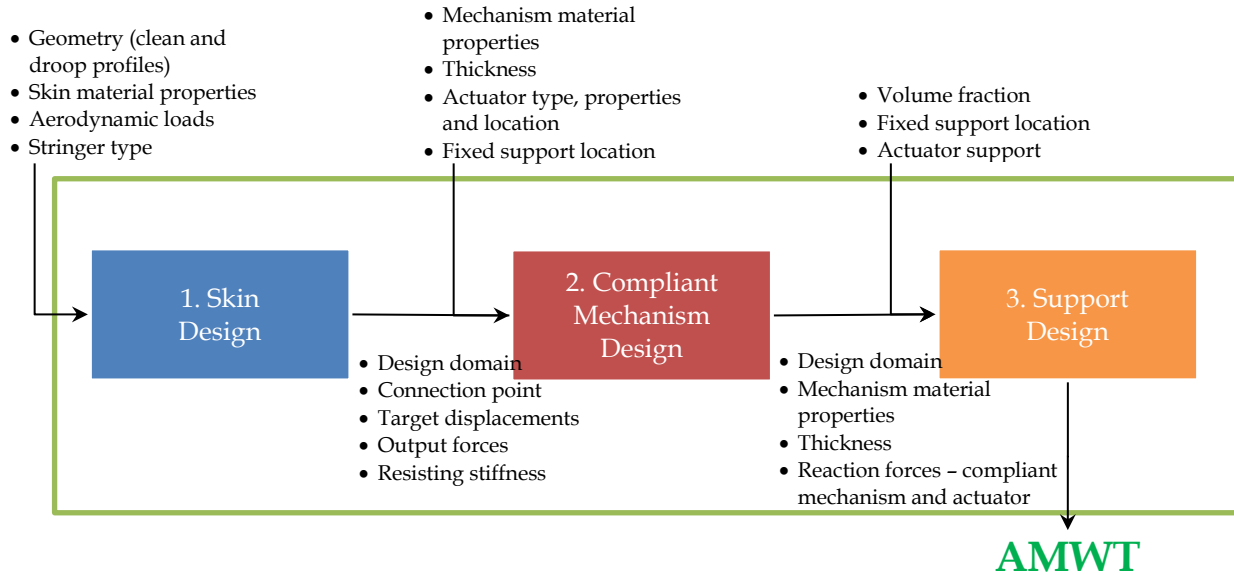 • Geometry (clean and
droop profiles)
• Skin material properties
• Aerodynamic loads
• Stringer type
• Mechanism material
properties
• Thickness
• Actuator type, properties
and location
• Fixed support location
• Volume fraction
• Fixed support location
• Actuator support
1. Skin
Design
2. Compliant
Mechanism
Design
3. Support
Design
• Design domain
• Connection point
• Target displacements
• Output forces
• Resisting stiffness
• Design domain
• Mechanism material
properties
• Thickness
• Reaction forces – compliant
mechanism and actuator
AMWT